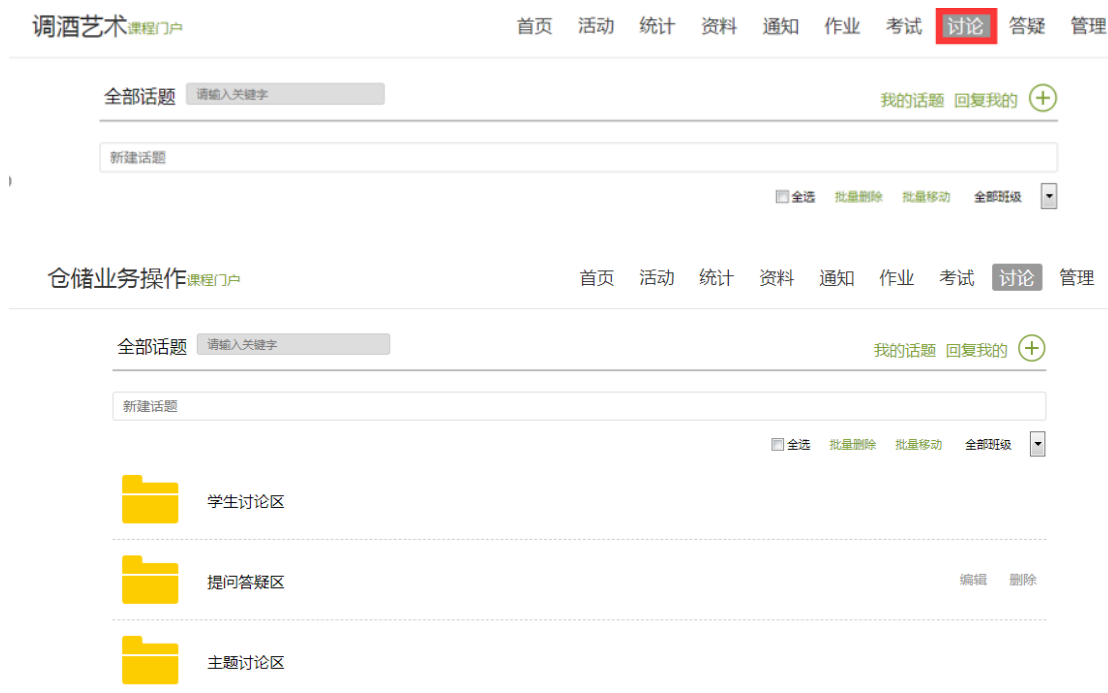 调酒艺术课程门户 首页 活动 统计 资料 通知 作业 考试 讨论 答疑 管理
全部话题 请输入关键字 我的话题 回复我的
新建话题
全选 批量删除 批量移动 全部班级
仓储业务操作课程门户 首页 活动 统计 资料 通知 作业 考试 讨论 管理
全部话题 请输入关键字 我的话题 回复我的
新建话题
全选 批量删除 批量移动 全部班级
学生讨论区
提问答疑区 编辑 删除
主题讨论区